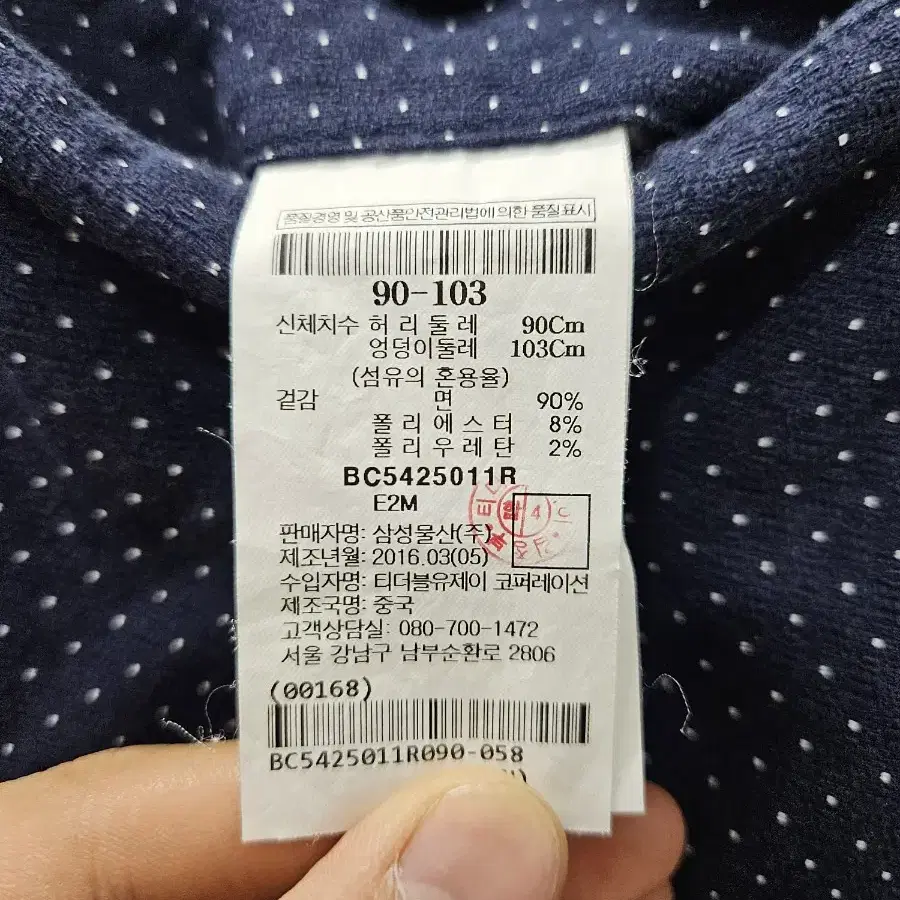 품질경영 및 공산품안전관리법에 의한 품질표시
90-103
신체치수 허리둘레 90Cm
엉덩이둘레 103Cm
(섬유의 혼용율)
겉감 면 90%
폴리에스터 8%
폴리우레탄 2%
BC5425011R
E2M
판매자명: 삼성물산(주)
제조년월: 2016.03(05)
수입자명: 티더블유제이 코퍼레이션
제조국명: 중국
고객상담실: 080-700-1472
서울 강남구 남부순환로 2806
(00168)
BC5425011R090-058